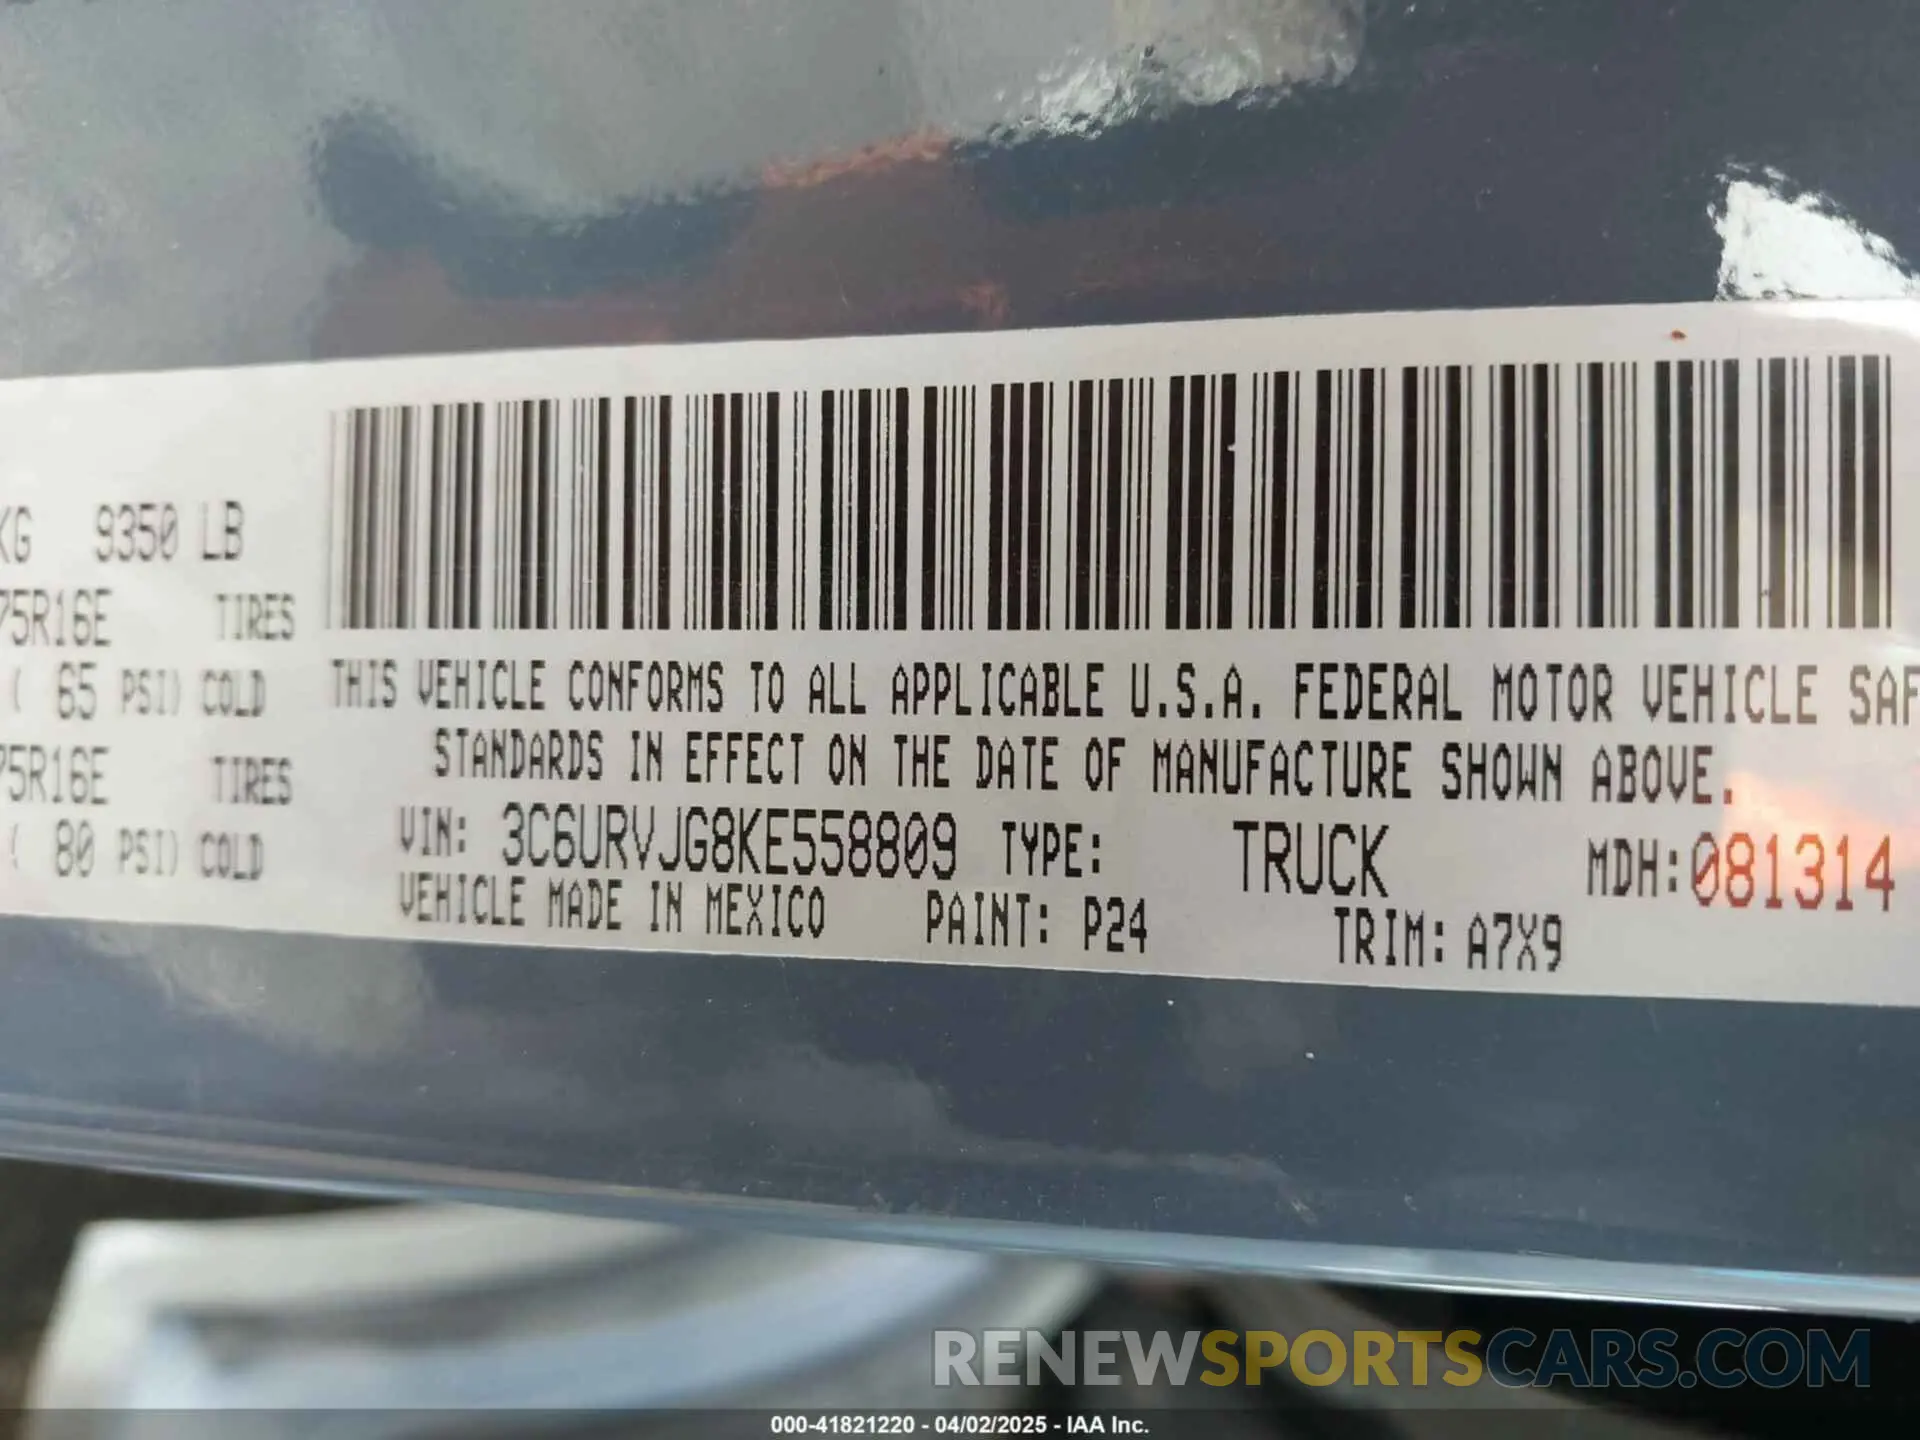 KG 9350 LB
75R16E TIRES
( 65 PSI) COLD
75R16E TIRES
( 80 PSI) COLD
THIS VEHICLE CONFORMS TO ALL APPLICABLE U.S.A. FEDERAL MOTOR VEHICLE SAF
STANDARDS IN EFFECT ON THE DATE OF MANUFACTURE SHOWN ABOVE.
VIN: 3C6URVJG8KE558809 TYPE: TRUCK MDH:081314
VEHICLE MADE IN MEXICO PAINT: P24 TRIM: A7X9
RENEWSPORTSCARS.COM
000-41821220 - 04/02/2025 - IAA Inc.